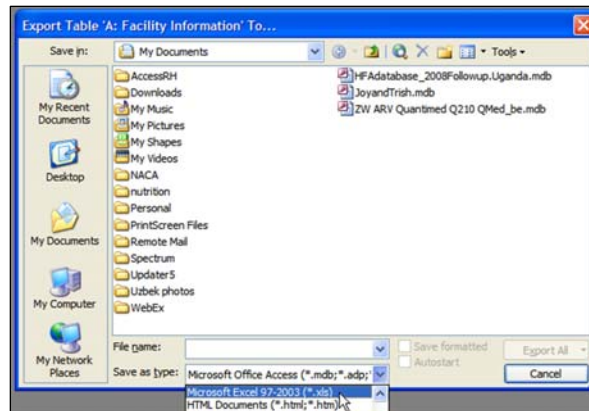 Export Table 'A: Facility Information' To...
Save in:
My Documents
Tools
My Recent
Documents
Desktop
My Documents
My Computer
My Network
Places
AccessRH
Downloads
My Music
My Pictures
My Shapes
My Videos
NACA
nutrition
Personal
PrintScreen Files
Remote Mail
Spectrum
Updater5
Uzbek photos
WebEx
HFAdatabase_2008Followup.Uganda.mdb
JoyandTrish.mdb
ZW ARV Quantimed Q210 QMed_be.mdb
File name:
Save formatted
Autostart
Export All
Save as type:
Microsoft Office Access (*.mdb;*.adp;
Cancel
Microsoft Excel 97-2003 (*.xls)
HTML Documents (*.html;*.htm)